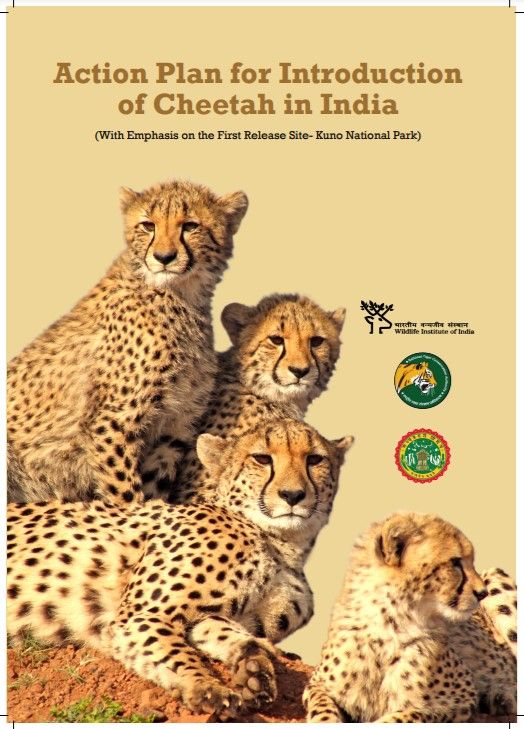 Action Plan for Introduction
of Cheetah in India
(With Emphasis on the First Release Site- Kuno National Park)
भारतीय वन्यजीव संस्थान
Wildlife Institute of India